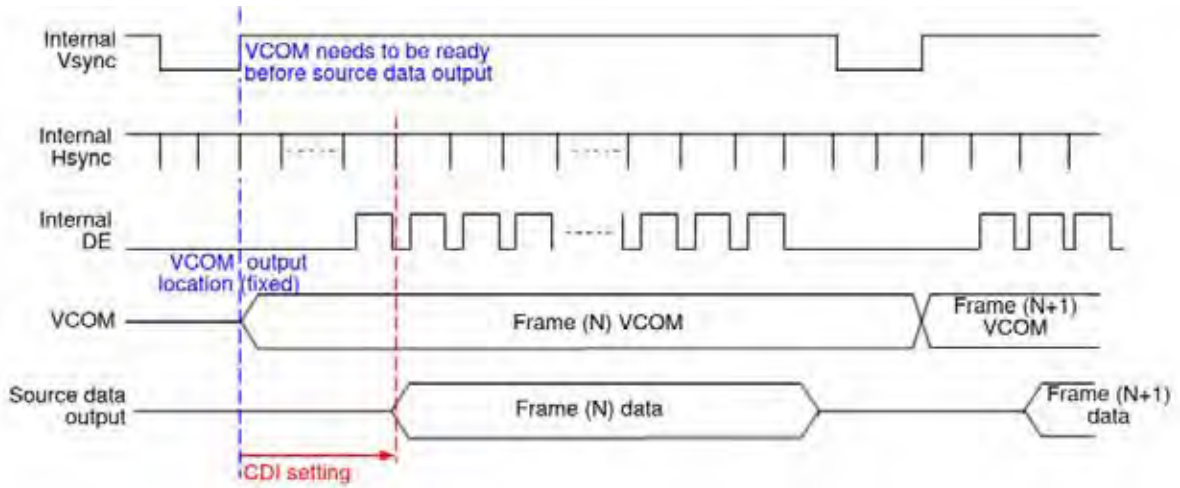 Internal
Vsync
VCOM needs to be ready
before source data output
Internal
Hsync
Internal
DE
VCOM output
location (fixed)
VCOM
Frame (N) VCOM
Frame (N+1)
VCOM
Source data
output
Frame (N) data
Frame (N+1)
data
CDI setting